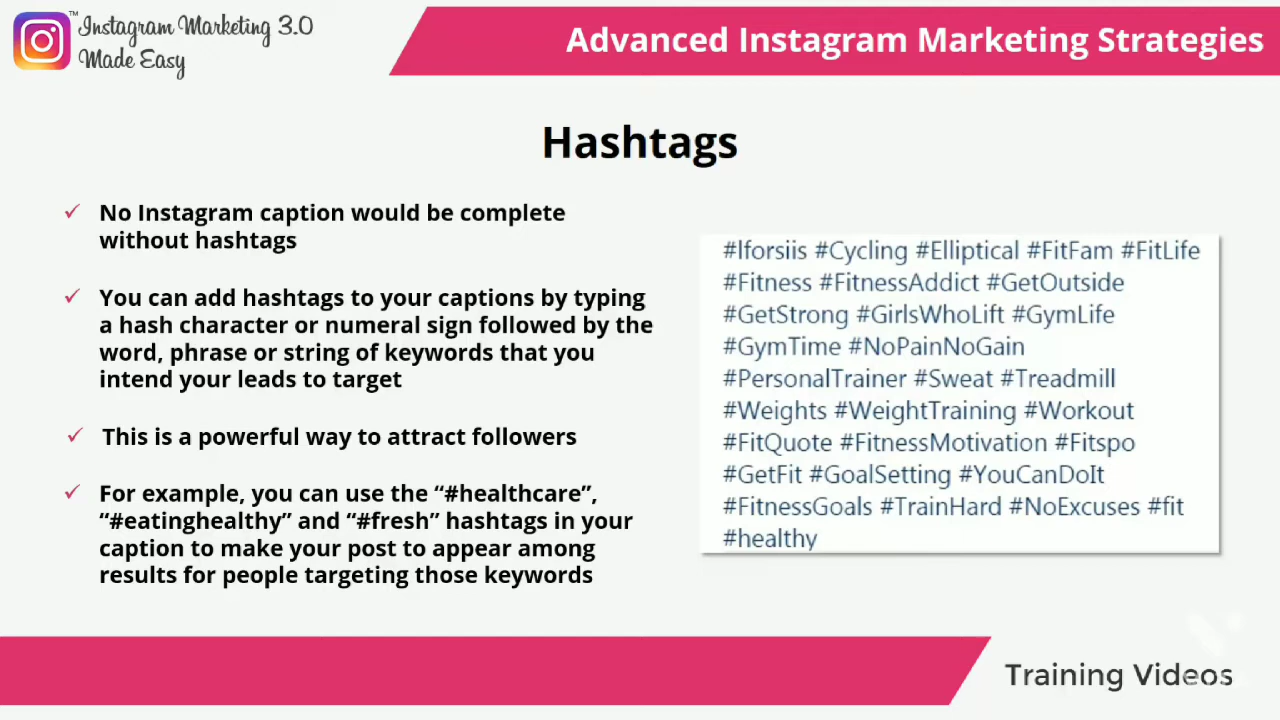 Instagram Marketing 3.0
Made Easy
TM
Advanced Instagram Marketing Strategies
Hashtags
✓ No Instagram caption would be complete
without hashtags
✓ You can add hashtags to your captions by typing
a hash character or numeral sign followed by the
word, phrase or string of keywords that you
intend your leads to target
✓ This is a powerful way to attract followers
✓ For example, you can use the “#healthcare”,
“#eatinghealthy” and “#fresh” hashtags in your
caption to make your post to appear among
results for people targeting those keywords
#lforsiis #Cycling #Elliptical #FitFam #FitLife
#Fitness #FitnessAddict #GetOutside
#GetStrong #GirlsWhoLift #GymLife
#GymTime #NoPainNoGain
#PersonalTrainer #Sweat #Treadmill
#Weights #WeightTraining #Workout
#FitQuote #FitnessMotivation #Fitspo
#GetFit #GoalSetting #YouCanDoIt
#FitnessGoals #TrainHard #NoExcuses #fit
#healthy
Training Videos